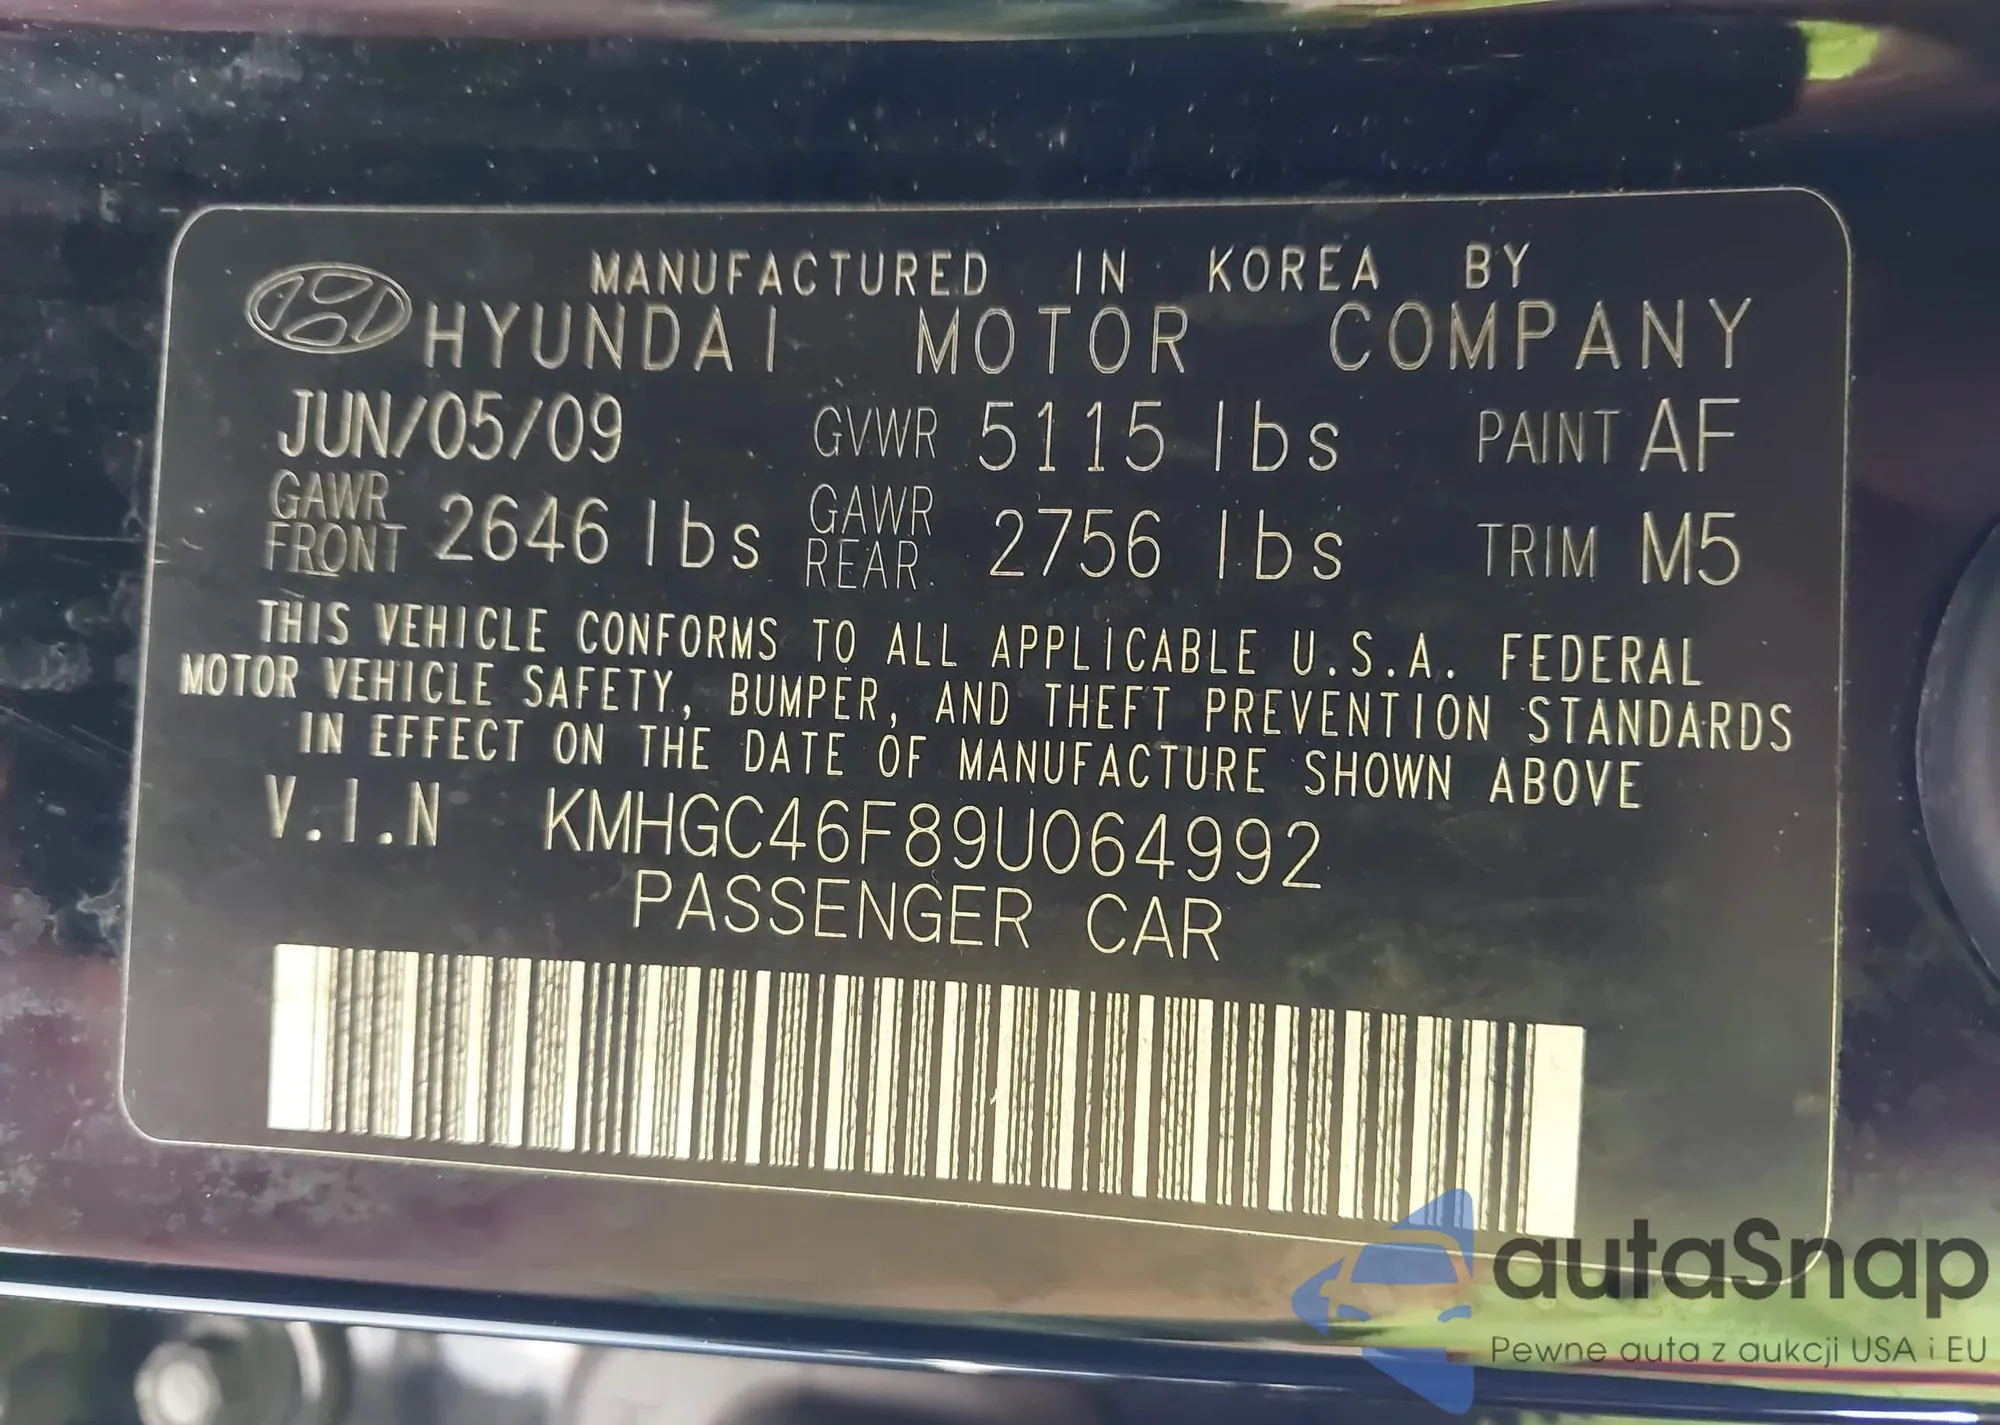 MANUFACTURED IN KOREA BY
HYUNDAI MOTOR COMPANY
JUN/05/09 GVWR 5115 lbs PAINT AF
GAWR FRONT 2646 lbs GAWR REAR 2756 lbs TRIM M5
THIS VEHICLE CONFORMS TO ALL APPLICABLE U.S.A. FEDERAL
MOTOR VEHICLE SAFETY, BUMPER, AND THEFT PREVENTION STANDARDS
IN EFFECT ON THE DATE OF MANUFACTURE SHOWN ABOVE
V.I.N KMHGC46F89U064992
PASSENGER CAR
autaSnap
Pewne auta z aukcji USA i EU